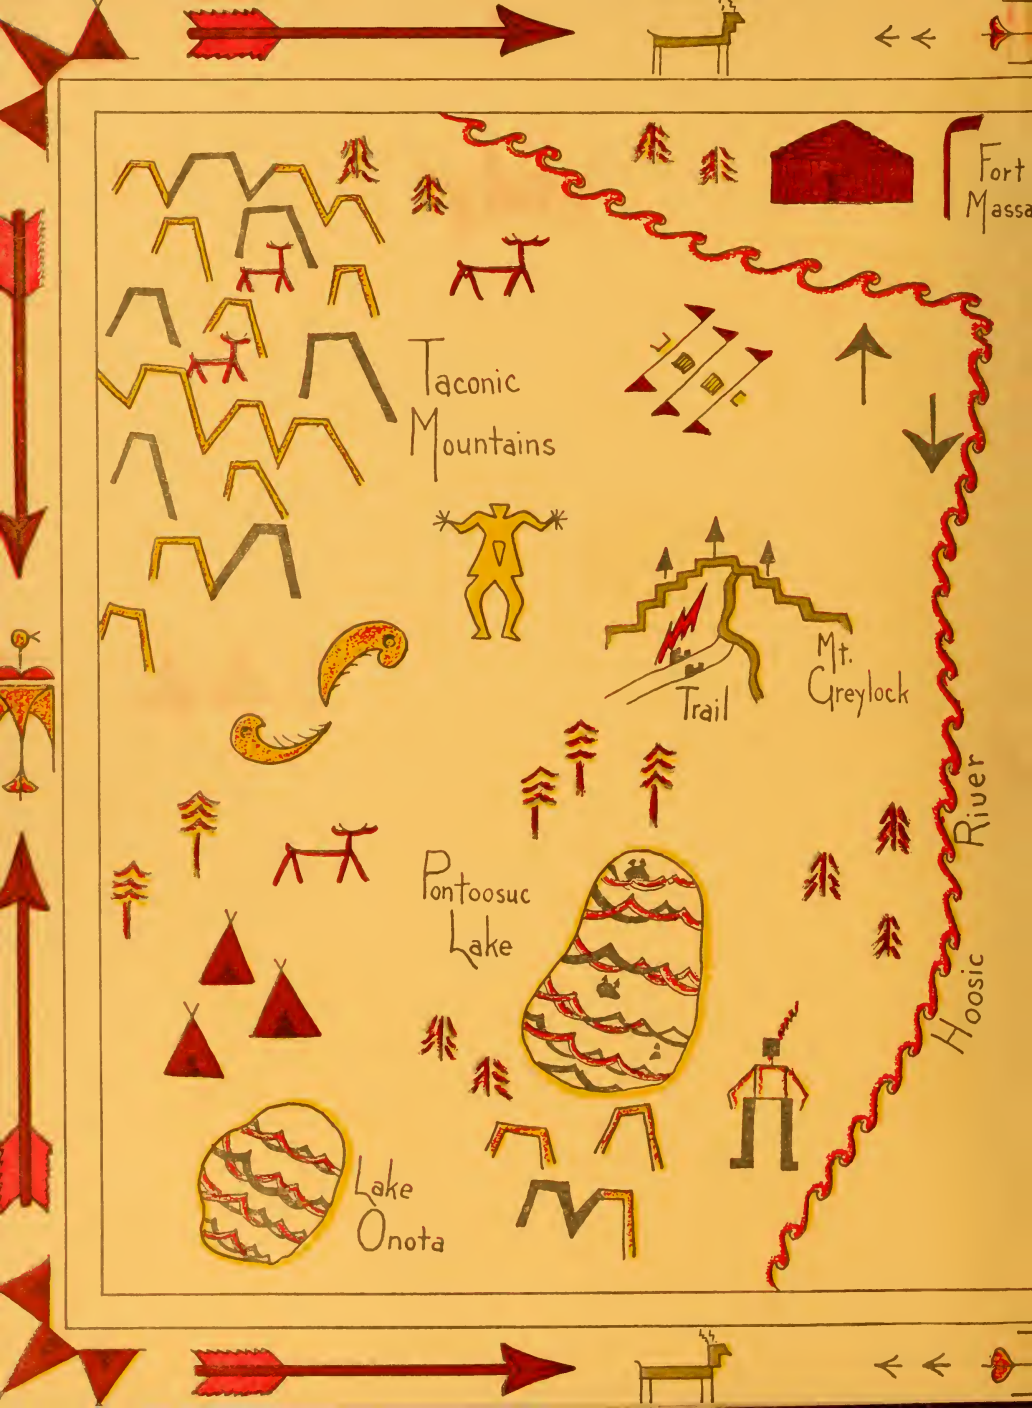 Fort
Massa
Taconic
Mountains
Mt.
Greylock
Trail
Pontoosuc
Lake
Hoosic River
Lake
Onota